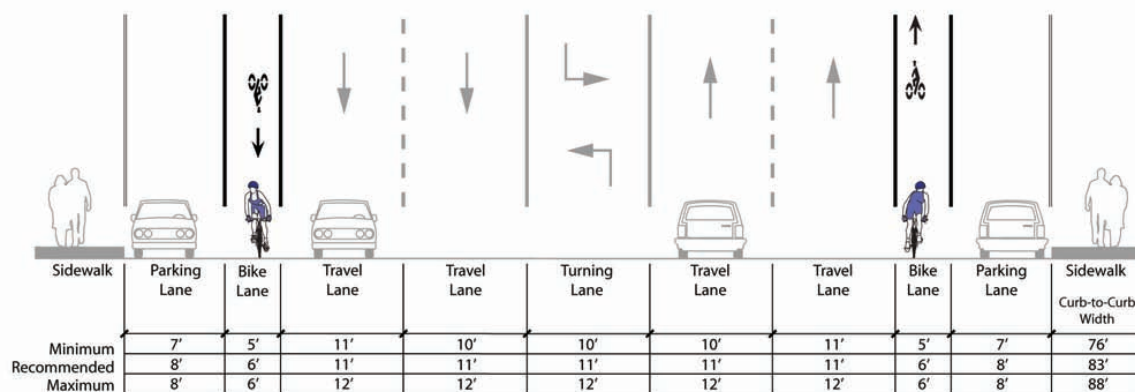 Sidewalk Parking Lane Bike Lane Travel Lane Travel Lane Turning Lane Travel Lane Travel Lane Bike Lane Parking Lane Sidewalk
Curb-to-Curb Width
Minimum 7' 5' 11' 10' 10' 10' 11' 5' 7' 76'
Recommended 8' 6' 11' 11' 11' 11' 11' 6' 8' 83'
Maximum 8' 6' 12' 12' 12' 12' 12' 6' 8' 88'